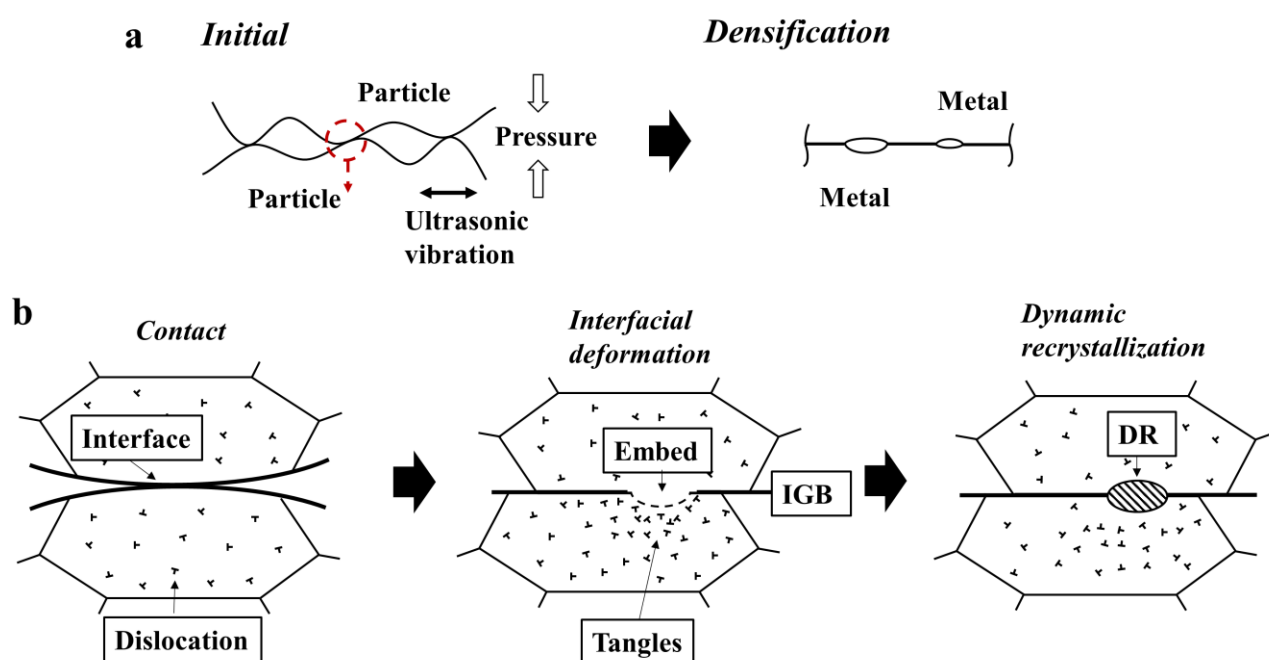 a
Initial
Densification
Particle
Pressure
Particle
Ultrasonic
vibration
Metal
Metal
b
Contact
Interfacial
deformation
Dynamic
recrystallization
Interface
Dislocation
Embed
IGB
Tangles
DR